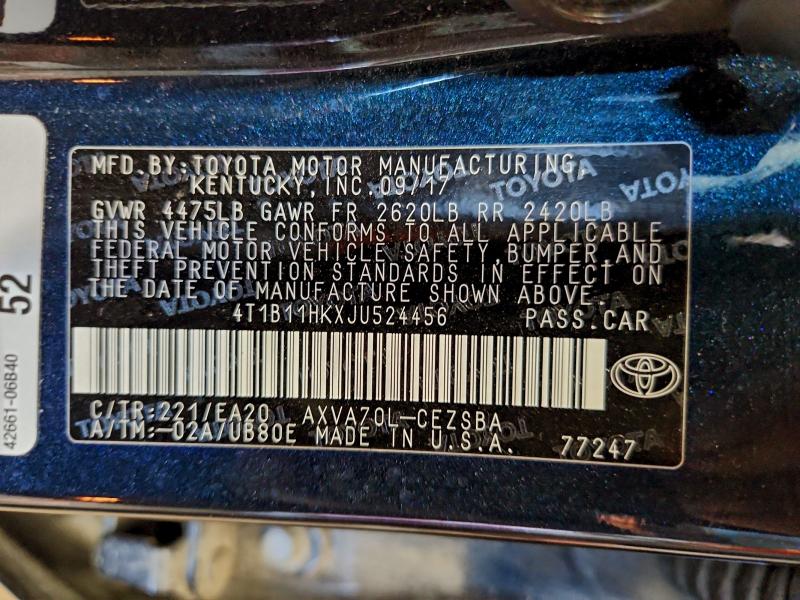 MFD. BY: TOYOTA MOTOR MANUFACTURING,
KENTUCKY, INC. 09/17
GVWR 4475LB GAWR FR 2620LB RR 2420LB
THIS VEHICLE CONFORMS TO ALL APPLICABLE
FEDERAL MOTOR VEHICLE SAFETY, BUMPER, AND
THEFT PREVENTION STANDARDS IN EFFECT ON
THE DATE OF MANUFACTURE SHOWN ABOVE.
4T1B11HKXJU524456 PASS.CAR
C/TR:221/EA20 AXVA70L-CEZSBA
A/TM:-02A/UB80E MADE IN U.S.A. 77247
52
42661-06B40
TOYOTA
TOYOTA